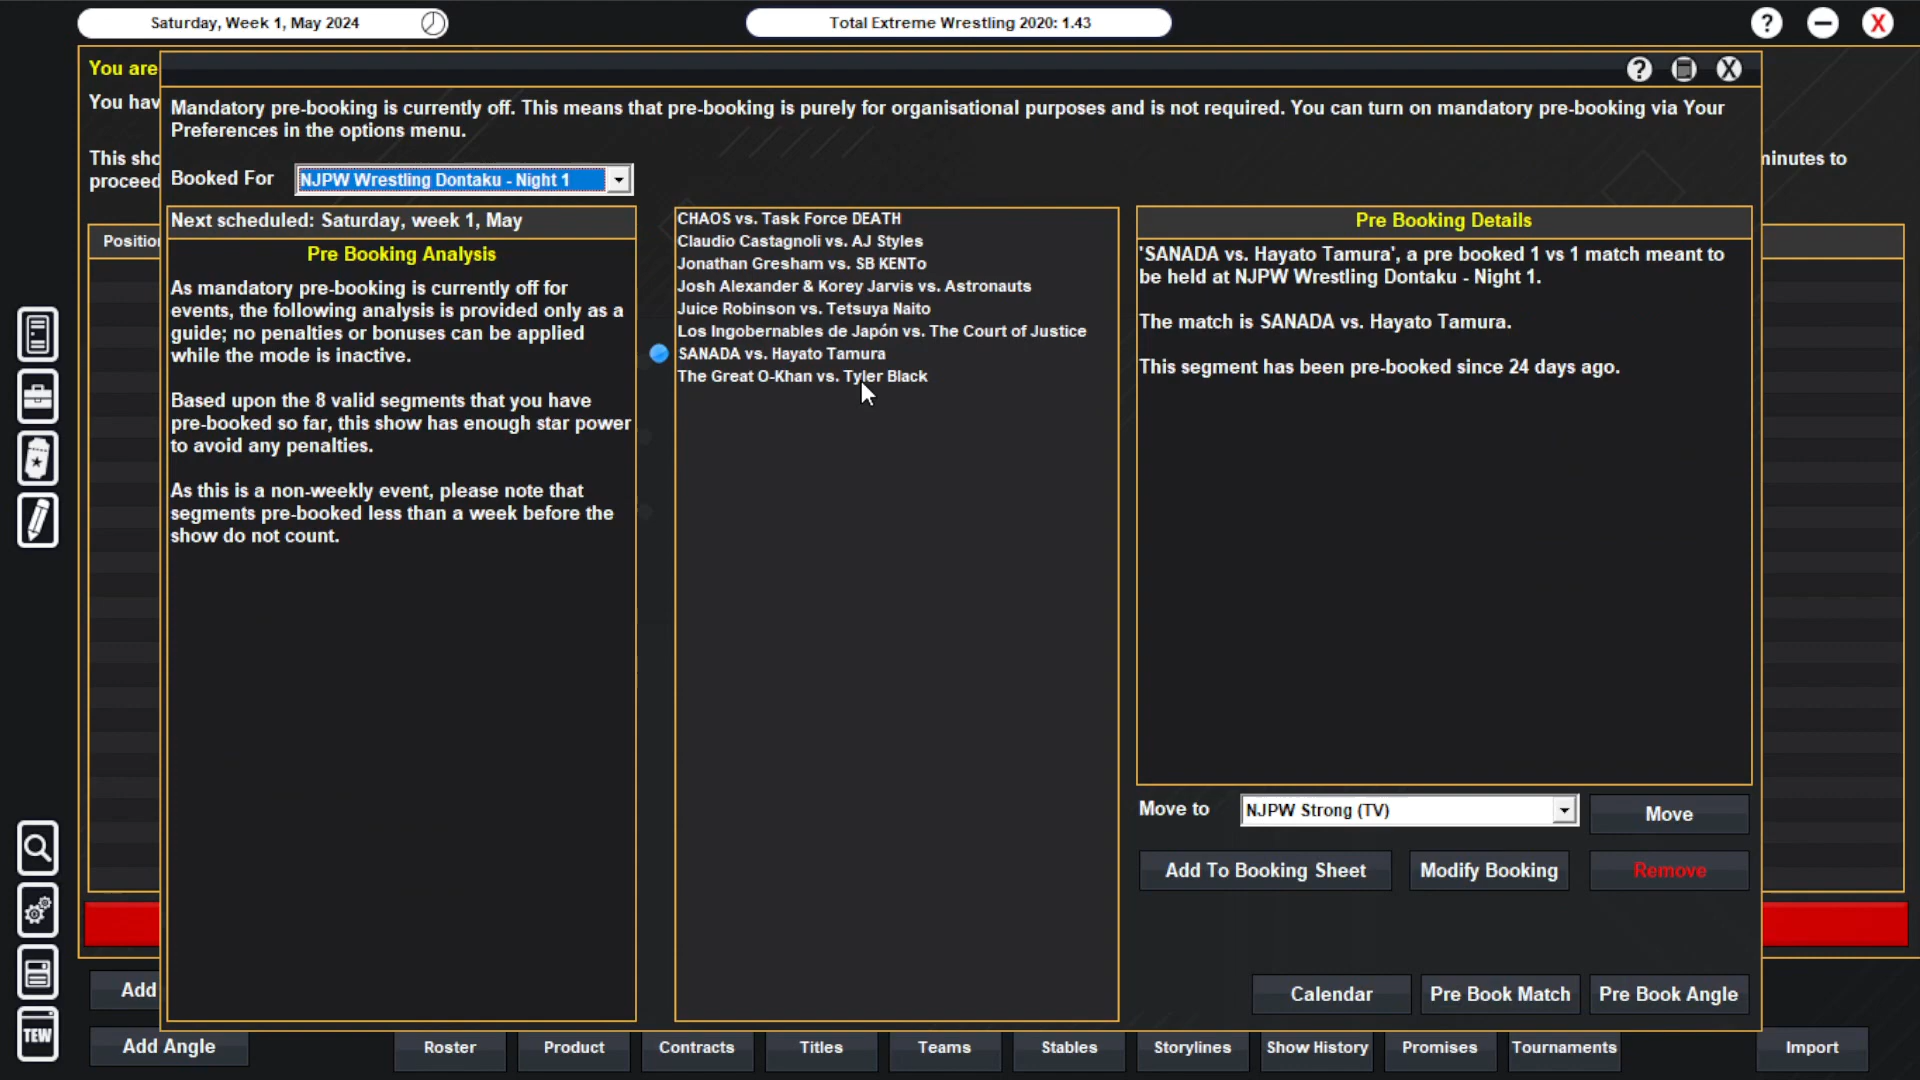 Saturday, Week 1, May 2024
Total Extreme Wrestling 2020: 1.43
?
X
You are
?
X
You hav
Mandatory pre-booking is currently off. This means that pre-booking is purely for organisational purposes and is not required. You can turn on mandatory pre-booking via Your
Preferences in the options menu.
This sho
proceed
minutes to
Booked For
NJPW Wrestling Dontaku - Night 1
Next scheduled: Saturday, week 1, May
Pre Booking Analysis
As mandatory pre-booking is currently off for
events, the following analysis is provided only as a
guide; no penalties or bonuses can be applied
while the mode is inactive.
Based upon the 8 valid segments that you have
pre-booked so far, this show has enough star power
to avoid any penalties.
As this is a non-weekly event, please note that
segments pre-booked less than a week before the
show do not count.
Position
CHAOS vs. Task Force DEATH
Claudio Castagnoli vs. AJ Styles
Jonathan Gresham vs. SB KENTo
Josh Alexander & Korey Jarvis vs. Astronauts
Juice Robinson vs. Tetsuya Naito
Los Ingobernables de Japón vs. The Court of Justice
SANADA vs. Hayato Tamura
The Great O-Khan vs. Tyler Black
Pre Booking Details
'SANADA vs. Hayato Tamura', a pre booked 1 vs 1 match meant to
be held at NJPW Wrestling Dontaku - Night 1.
The match is SANADA vs. Hayato Tamura.
This segment has been pre-booked since 24 days ago.
Move to
NJPW Strong (TV)
Move
Add To Booking Sheet
Modify Booking
Remove
Calendar
Pre Book Match
Pre Book Angle
TEW
Add
Add Angle
Roster
Product
Contracts
Titles
Teams
Stables
Storylines
Show History
Promises
Tournaments
Import